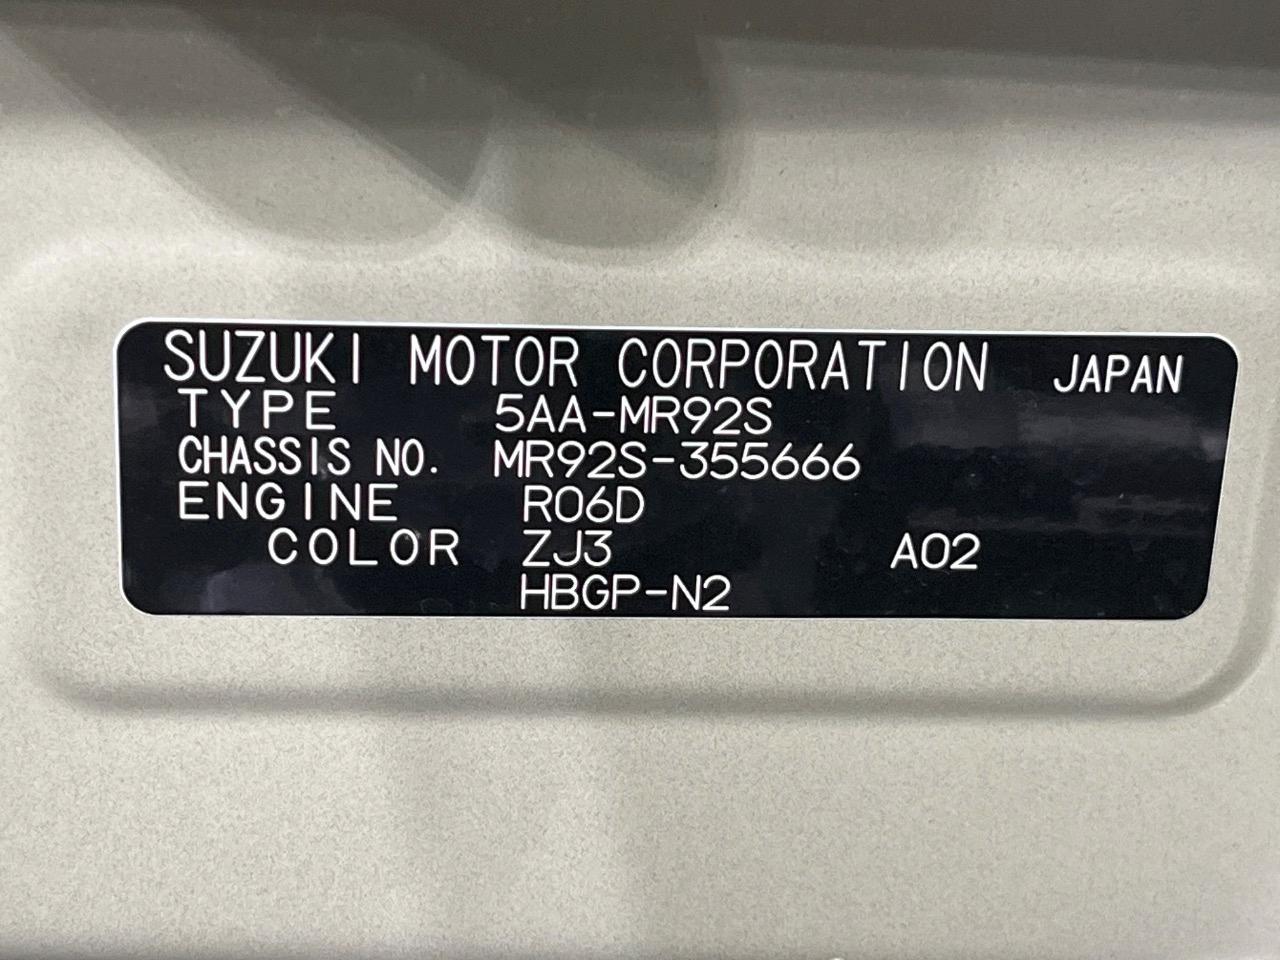 SUZUKI MOTOR CORPORATION JAPAN
TYPE 5AA-MR92S
CHASSIS NO. MR92S-355666
ENGINE R06D
COLOR ZJ3 A02
HBGP-N2